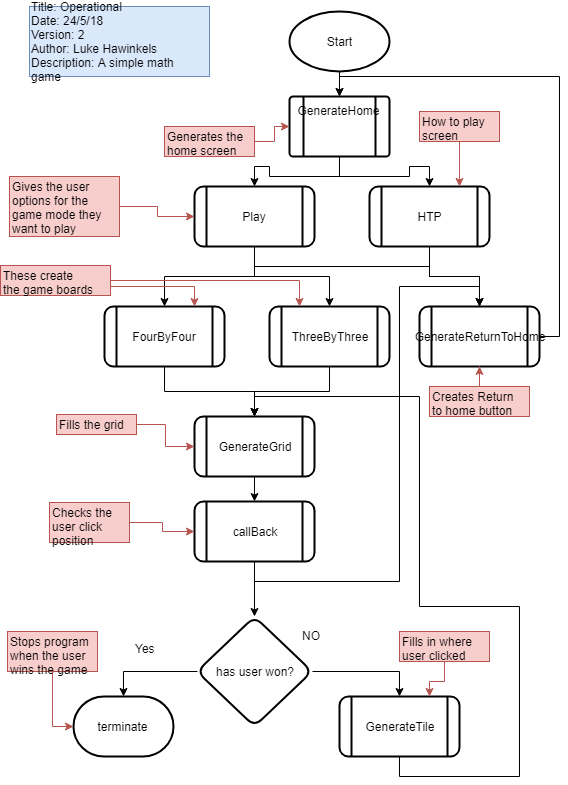 Title: Operational
Date: 24/5/18
Version: 2
Author: Luke Hawinkels
Description: A simple math
game
Start
GenerateHome
Generates the
home screen
How to play
screen
Gives the user
options for the
game mode they
want to play
Play
HTP
These create
the game boards
FourByFour
ThreeByThree
GenerateReturnToHome
Creates Return
to home button
Fills the grid
GenerateGrid
Checks the
user click
position
callBack
Stops program
when the user
wins the game
Yes
NO
Fills in where
user clicked
has user won?
terminate
GenerateTile